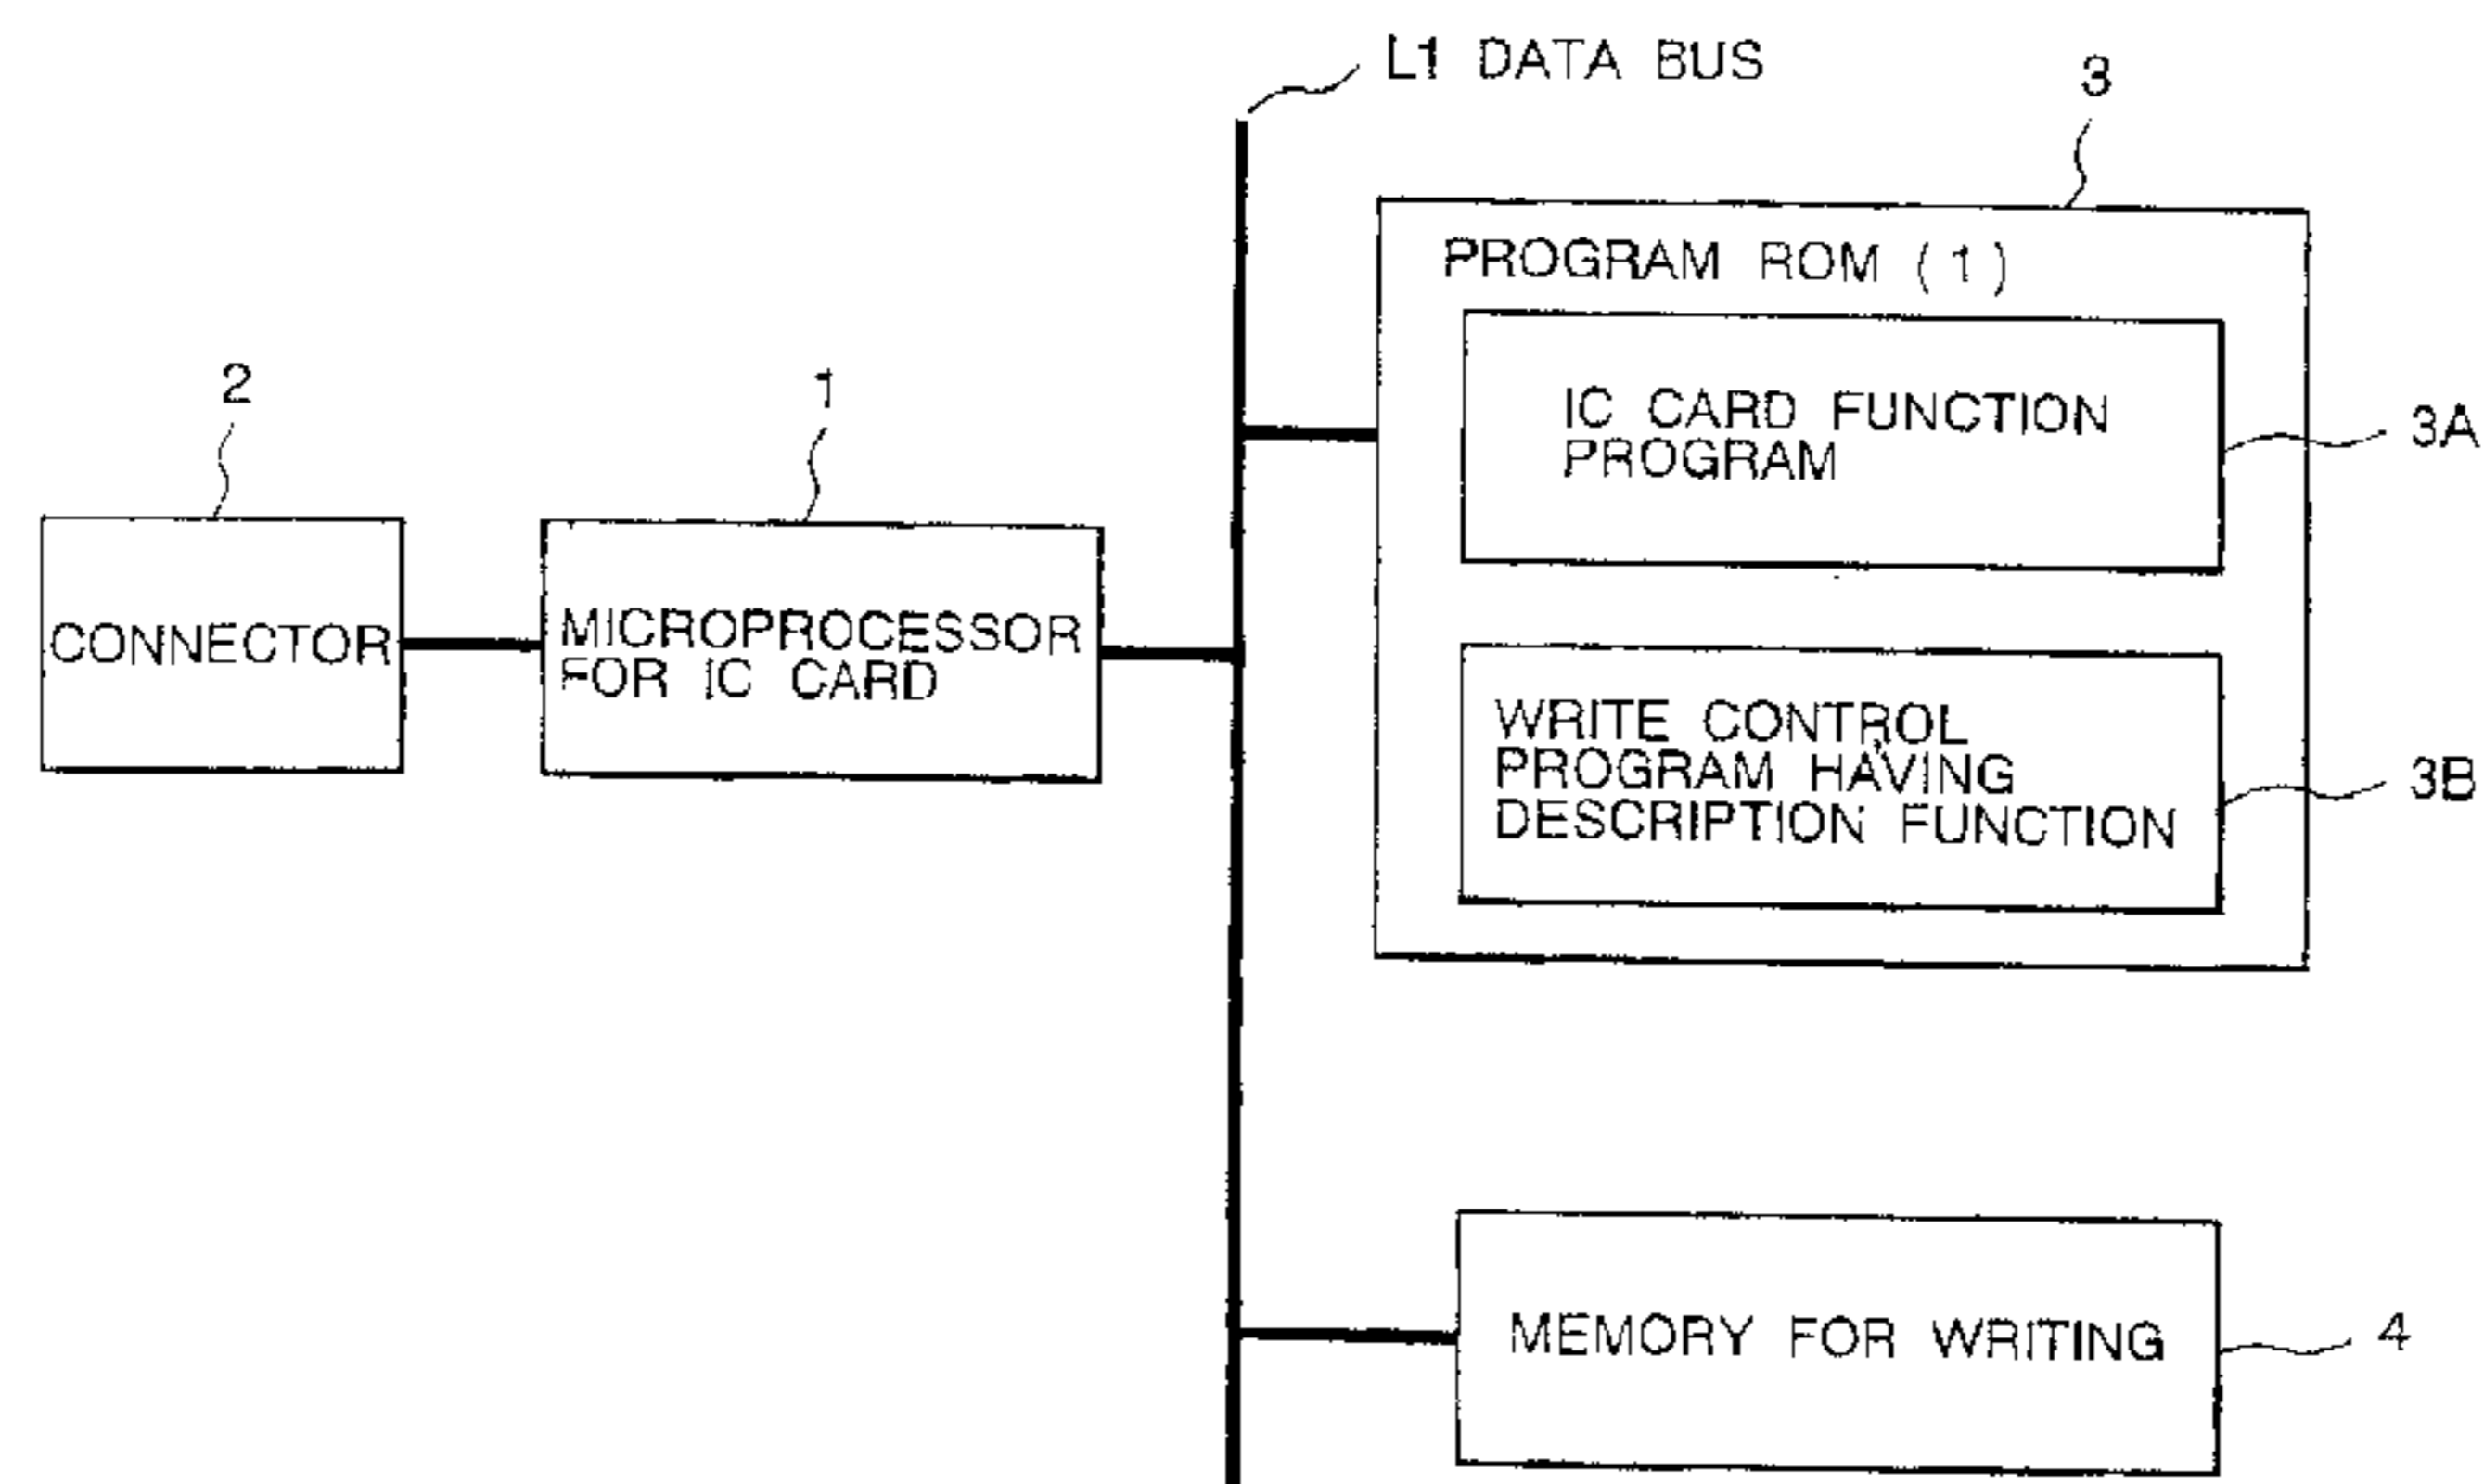 L1 DATA BUS
3
PROGRAM ROM (1)
IC CARD FUNCTION
PROGRAM
3A
2
1
CONNECTOR
MICROPROCESSOR
FOR IC CARD
WRITE CONTROL
PROGRAM HAVING
DESCRIPTION FUNCTION
3B
MEMORY FOR WRITING
4